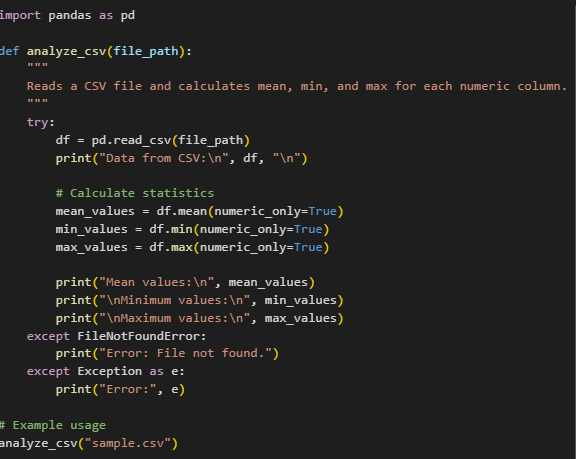 import pandas as pd
def analyze_csv(file_path):
    """
    Reads a CSV file and calculates mean, min, and max for each numeric column.
    """
    try:
        df = pd.read_csv(file_path)
        print("Data from CSV:\n", df, "\n")
        # Calculate statistics
        mean_values = df.mean(numeric_only=True)
        min_values = df.min(numeric_only=True)
        max_values = df.max(numeric_only=True)
        print("Mean values:\n", mean_values)
        print("\nMinimum values:\n", min_values)
        print("\nMaximum values:\n", max_values)
    except FileNotFoundError:
        print("Error: File not found.")
    except Exception as e:
        print("Error:", e)
# Example usage
analyze_csv("sample.csv")